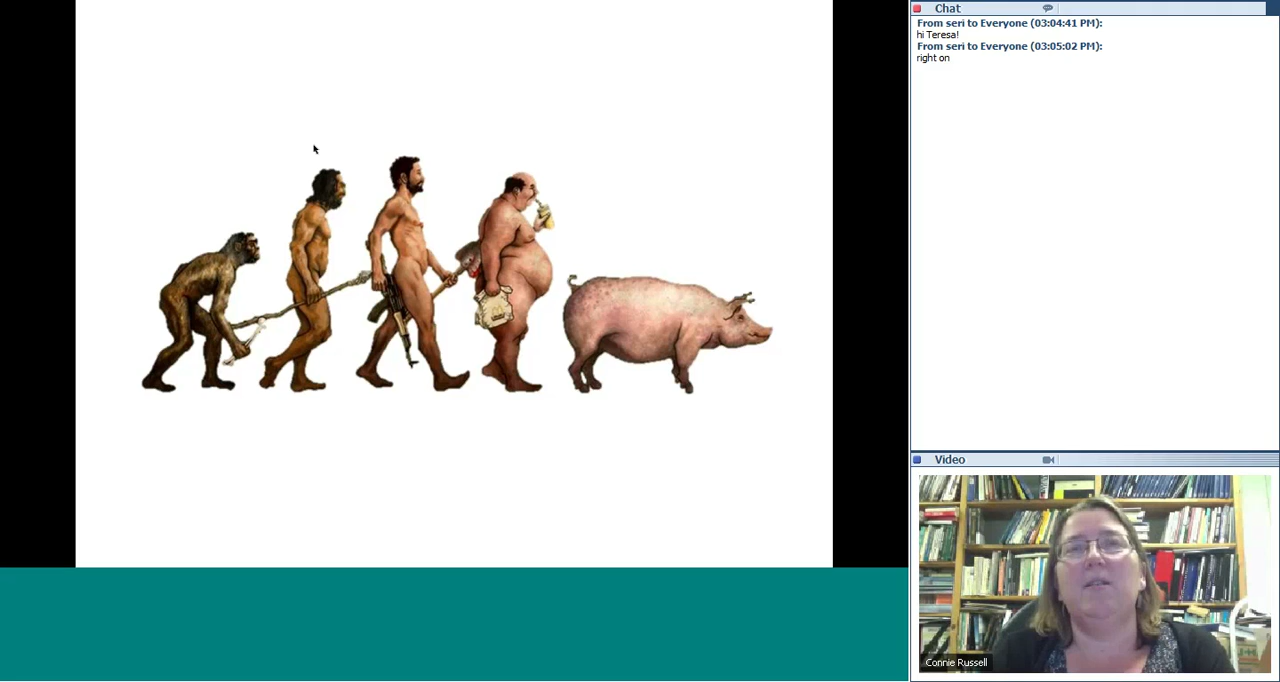 Chat
From seri to Everyone (03:04:41 PM):
hi Teresa!
From seri to Everyone (03:05:02 PM):
right on
Video
Connie Russell